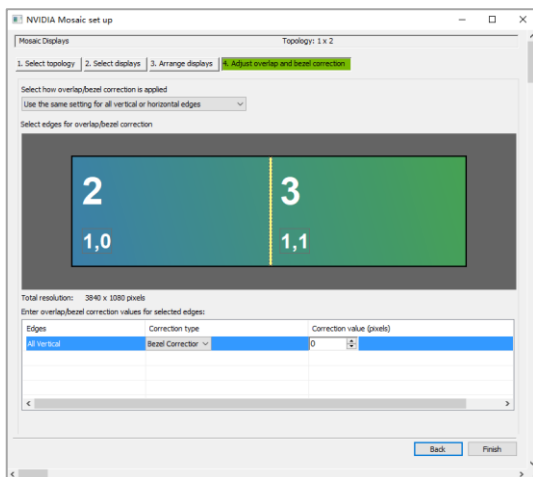 NVIDIA Mosaic set up
Mosaic Displays Topology: 1 x 2
1. Select topology 2. Select displays 3. Arrange displays 4. Adjust overlap and bezel correction
Select how overlap/bezel correction is applied
Use the same setting for all vertical or horizontal edges
Select edges for overlap/bezel correction
2 3
1,0 1,1
Total resolution: 3840 x 1080 pixels
Enter overlap/bezel correction values for selected edges:
Edges Correction type Correction value (pixels)
All Vertical Bezel Correctior 0
Back Finish